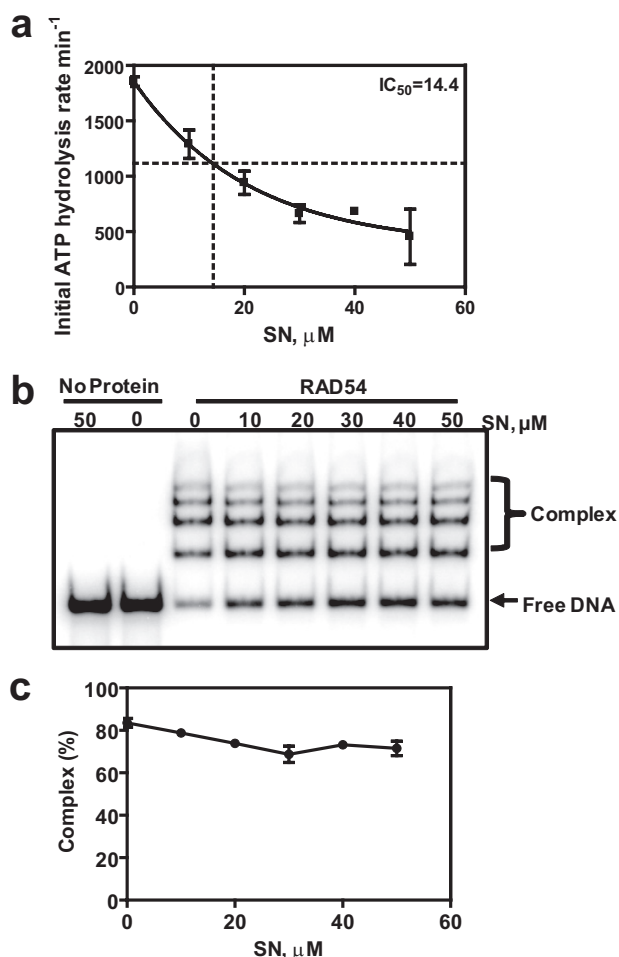 a
Initial ATP hydrolysis rate min-1
2000
1500
1000
500
0
IC50=14.4
0 20 40 60
SN, μM
b
No Protein RAD54
50 0 0 10 20 30 40 50 SN, μM
Complex
Free DNA
c
Complex (%)
100
80
60
40
20
0
0 20 40 60
SN, μM